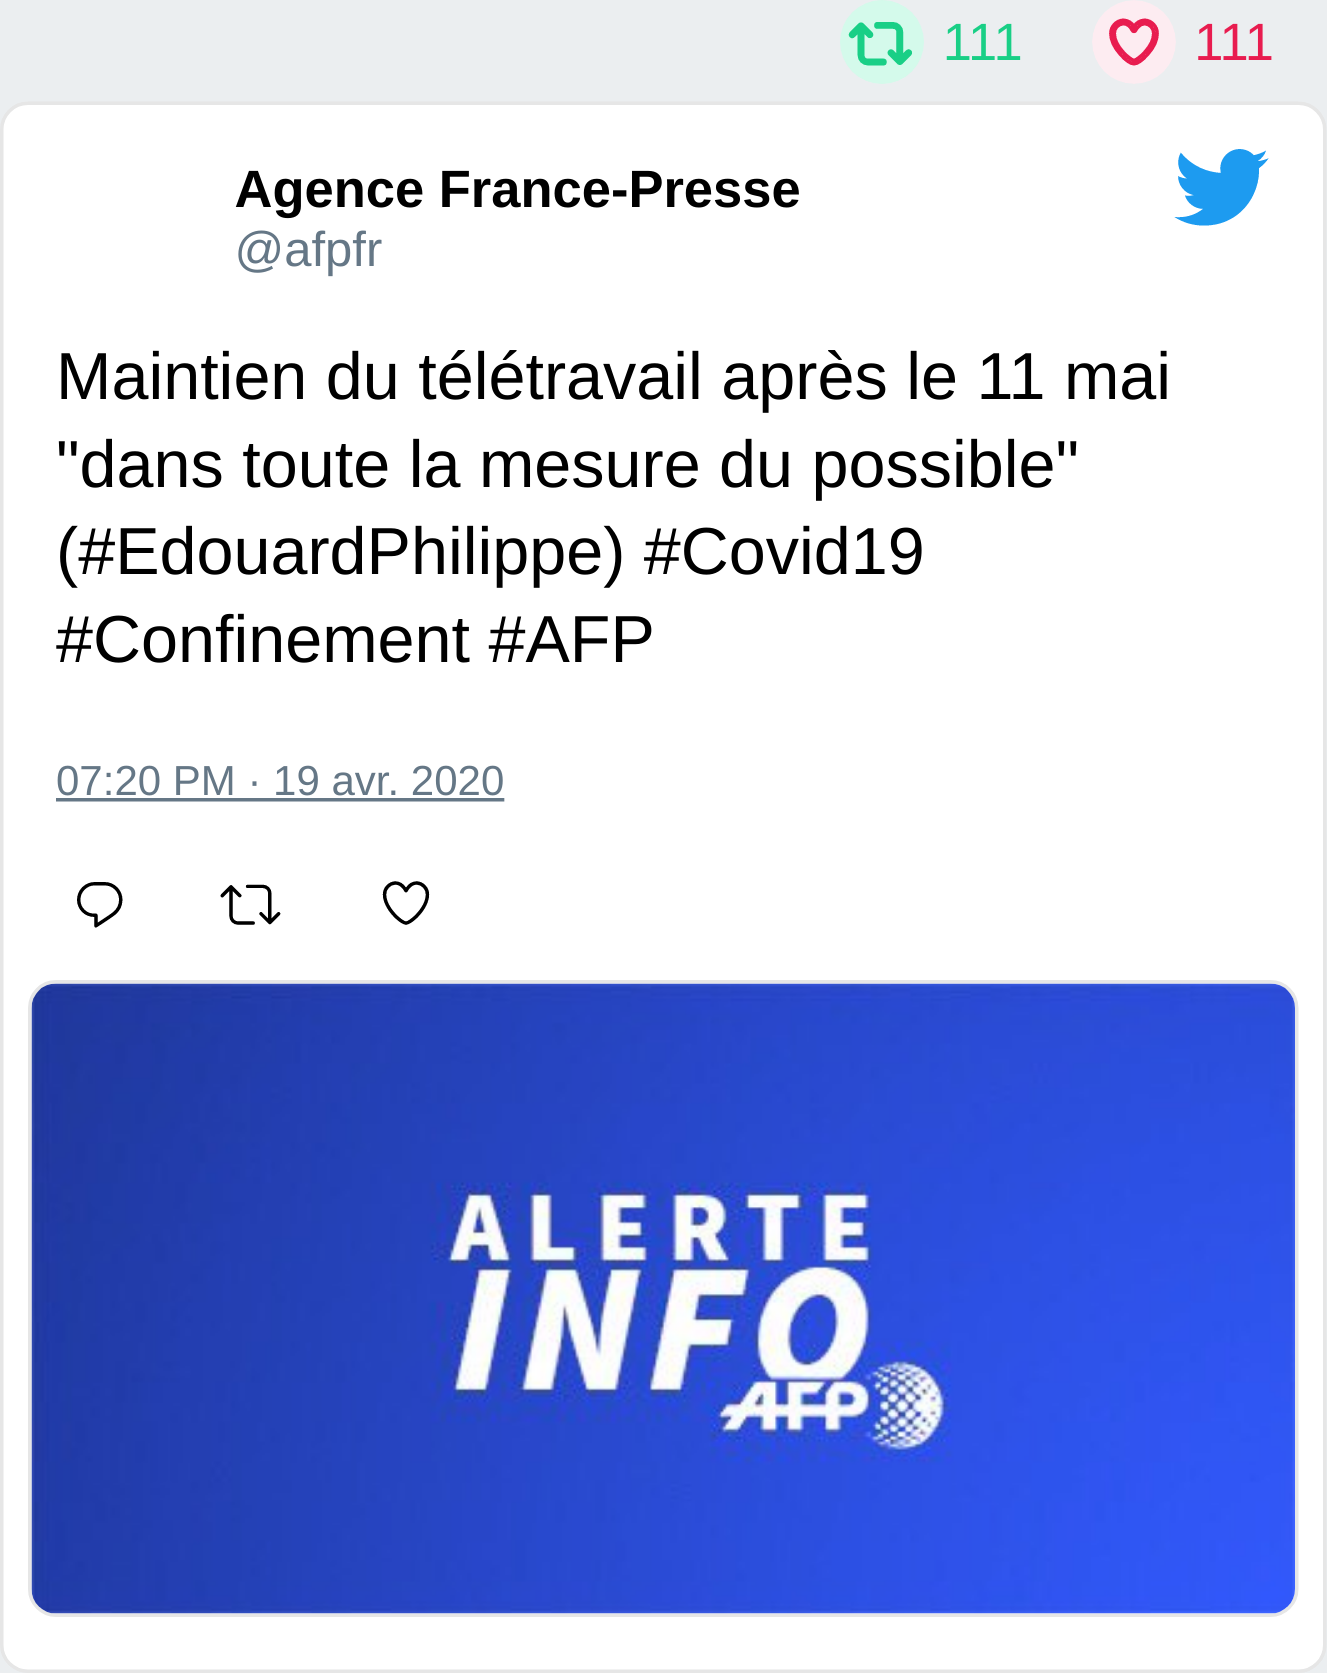 111 111
Agence France-Presse
@afpfr
Maintien du télétravail après le 11 mai
"dans toute la mesure du possible"
(#EdouardPhilippe) #Covid19
#Confinement #AFP
07:20 PM · 19 avr. 2020
ALERTE
INFO
AFP